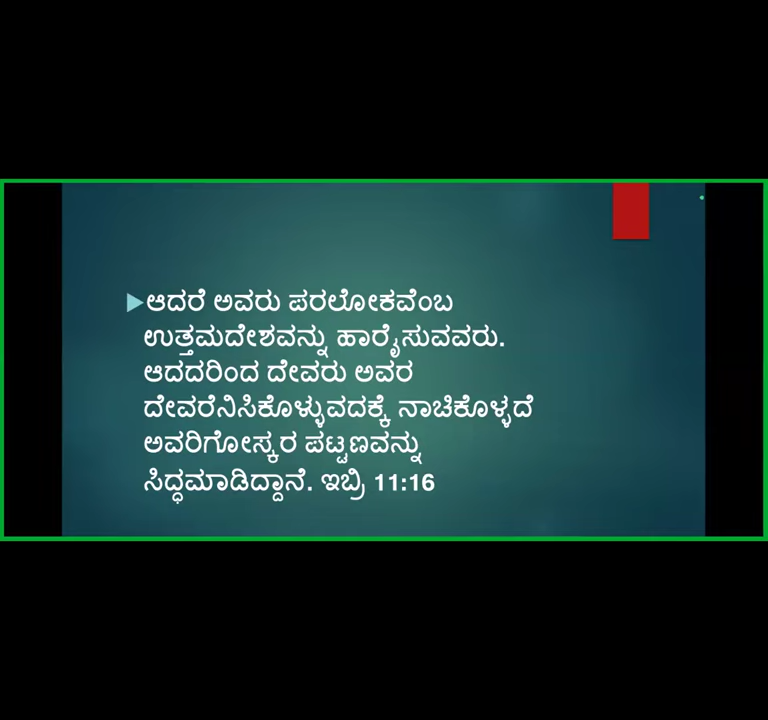 ಆದರೆ ಅವರು ಪರಲೋಕವೆಂಬ
ಉತ್ತಮದೇಶವನ್ನು ಹಾರೈಸುವವರು.
ಆದದರಿಂದ ದೇವರು ಅವರ
ದೇವರೆನಿಸಿಕೊಳ್ಳುವದಕ್ಕೆ ನಾಚಿಕೊಳ್ಳದೆ
ಅವರಿಗೋಸ್ಕರ ಪಟ್ಟಣವನ್ನು
ಸಿದ್ಧಮಾಡಿದ್ದಾನೆ. ಇಬ್ರಿ 11:16